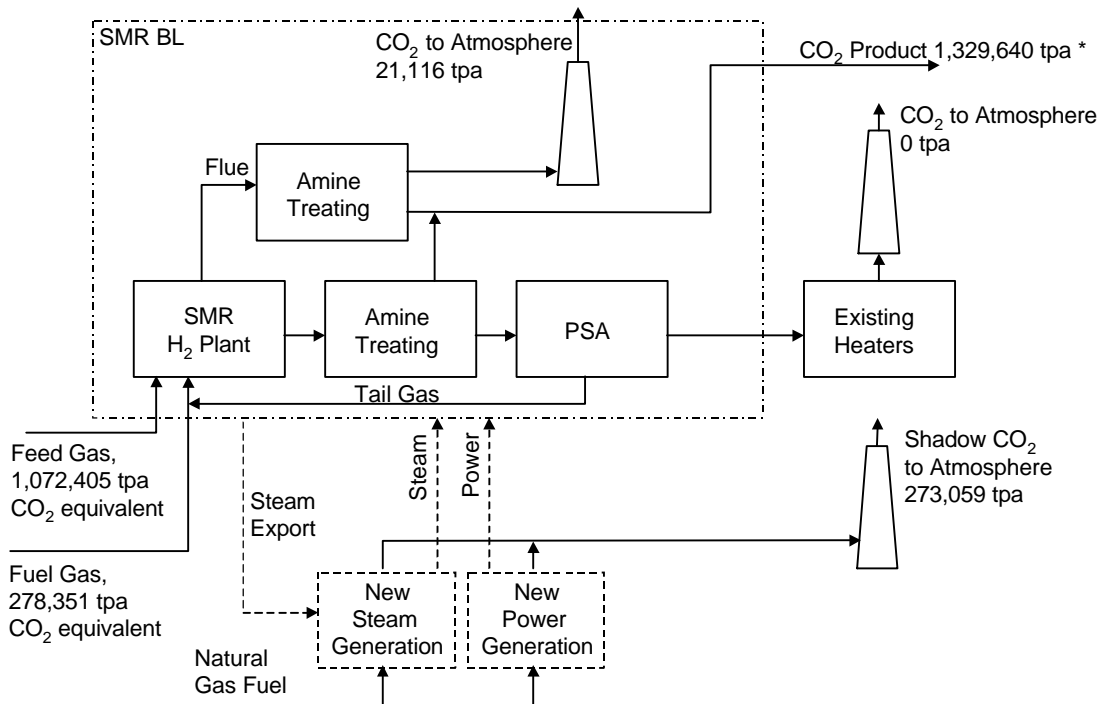 SMR BL
CO₂ to Atmosphere
21,116 tpa
CO₂ Product 1,329,640 tpa *
CO₂ to Atmosphere
0 tpa
Flue
Amine
Treating
SMR
H₂ Plant
Amine
Treating
PSA
Existing
Heaters
Tail Gas
Feed Gas,
1,072,405 tpa
CO₂ equivalent
Steam
Export
Steam
Power
Shadow CO₂
to Atmosphere
273,059 tpa
Fuel Gas,
278,351 tpa
CO₂ equivalent
New
Steam
Generation
New
Power
Generation
Natural
Gas Fuel